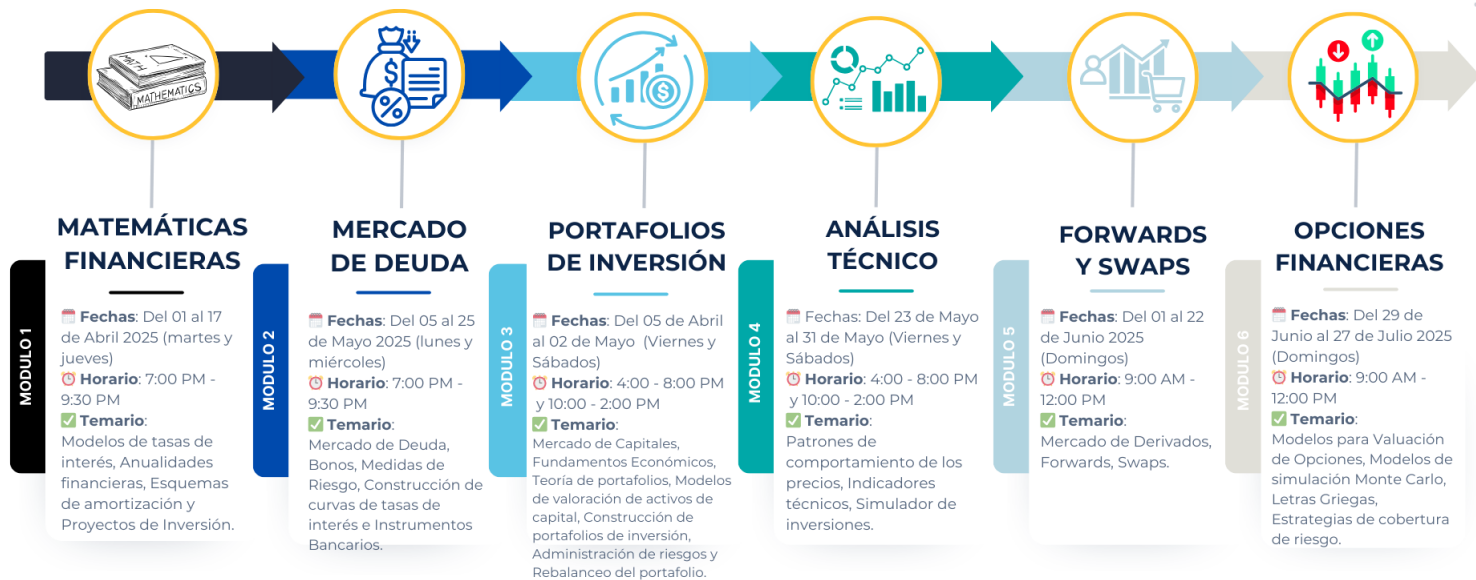 MATH
MATHEMATICS
MATEMÁTICAS
FINANCIERAS
MODULO 1
Fechas: Del 01 al 17
de Abril 2025 (martes y
jueves)
Horario: 7:00 PM -
9:30 PM
Temario:
Modelos de tasas de
interés, Anualidades
financieras, Esquemas
de amortización y
Proyectos de Inversión.
$
%
MERCADO
DE DEUDA
MODULO 2
Fechas: Del 05 al 25
de Mayo 2025 (lunes y
miércoles)
Horario: 7:00 PM -
9:30 PM
Temario:
Mercado de Deuda,
Bonos, Medidas de
Riesgo, Construcción de
curvas de tasas de
interés e Instrumentos
Bancarios.
$
PORTAFOLIOS
DE INVERSIÓN
MODULO 3
Fechas: Del 05 de Abril
al 02 de Mayo (Viernes y
Sábados)
Horario: 4:00 - 8:00 PM
y 10:00 - 2:00 PM
Temario:
Mercado de Capitales,
Fundamentos Económicos,
Teoría de portafolios, Modelos
de valoración de activos de
capital, Construcción de
portafolios de inversión,
Administración de riesgos y
Rebalanceo del portafolio.
ANÁLISIS
TÉCNICO
MODULO 4
Fechas: Del 23 de Mayo
al 31 de Mayo (Viernes y
Sábados)
Horario: 4:00 - 8:00 PM
y 10:00 - 2:00 PM
Temario:
Patrones de
comportamiento de los
precios, Indicadores
técnicos, Simulador de
inversiones.
FORWARDS
Y SWAPS
MODULO 5
Fechas: Del 01 al 22
de Junio 2025
(Domingos)
Horario: 9:00 AM -
12:00 PM
Temario:
Mercado de Derivados,
Forwards, Swaps.
OPCIONES
FINANCIERAS
MODULO 6
Fechas: Del 29 de
Junio al 27 de Julio 2025
(Domingos)
Horario: 9:00 AM -
12:00 PM
Temario:
Modelos para Valuación
de Opciones, Modelos de
simulación Monte Carlo,
Letras Griegas,
Estrategias de cobertura
de riesgo.